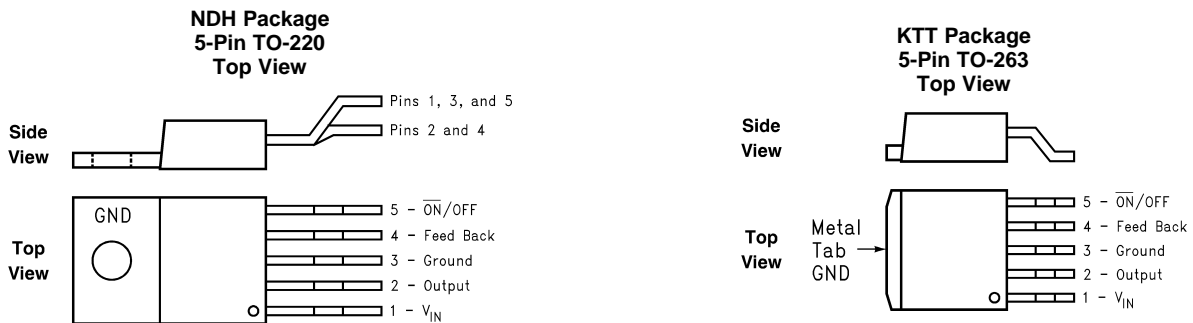 NDH Package
5-Pin TO-220
Top View
Side
View
Pins 1, 3, and 5
Pins 2 and 4
Top
View
GND
5 - O̅N̅/OFF
4 - Feed Back
3 - Ground
2 - Output
1 - VIN
KTT Package
5-Pin TO-263
Top View
Side
View
Top
View
Metal
Tab
GND
5 - O̅N̅/OFF
4 - Feed Back
3 - Ground
2 - Output
1 - VIN